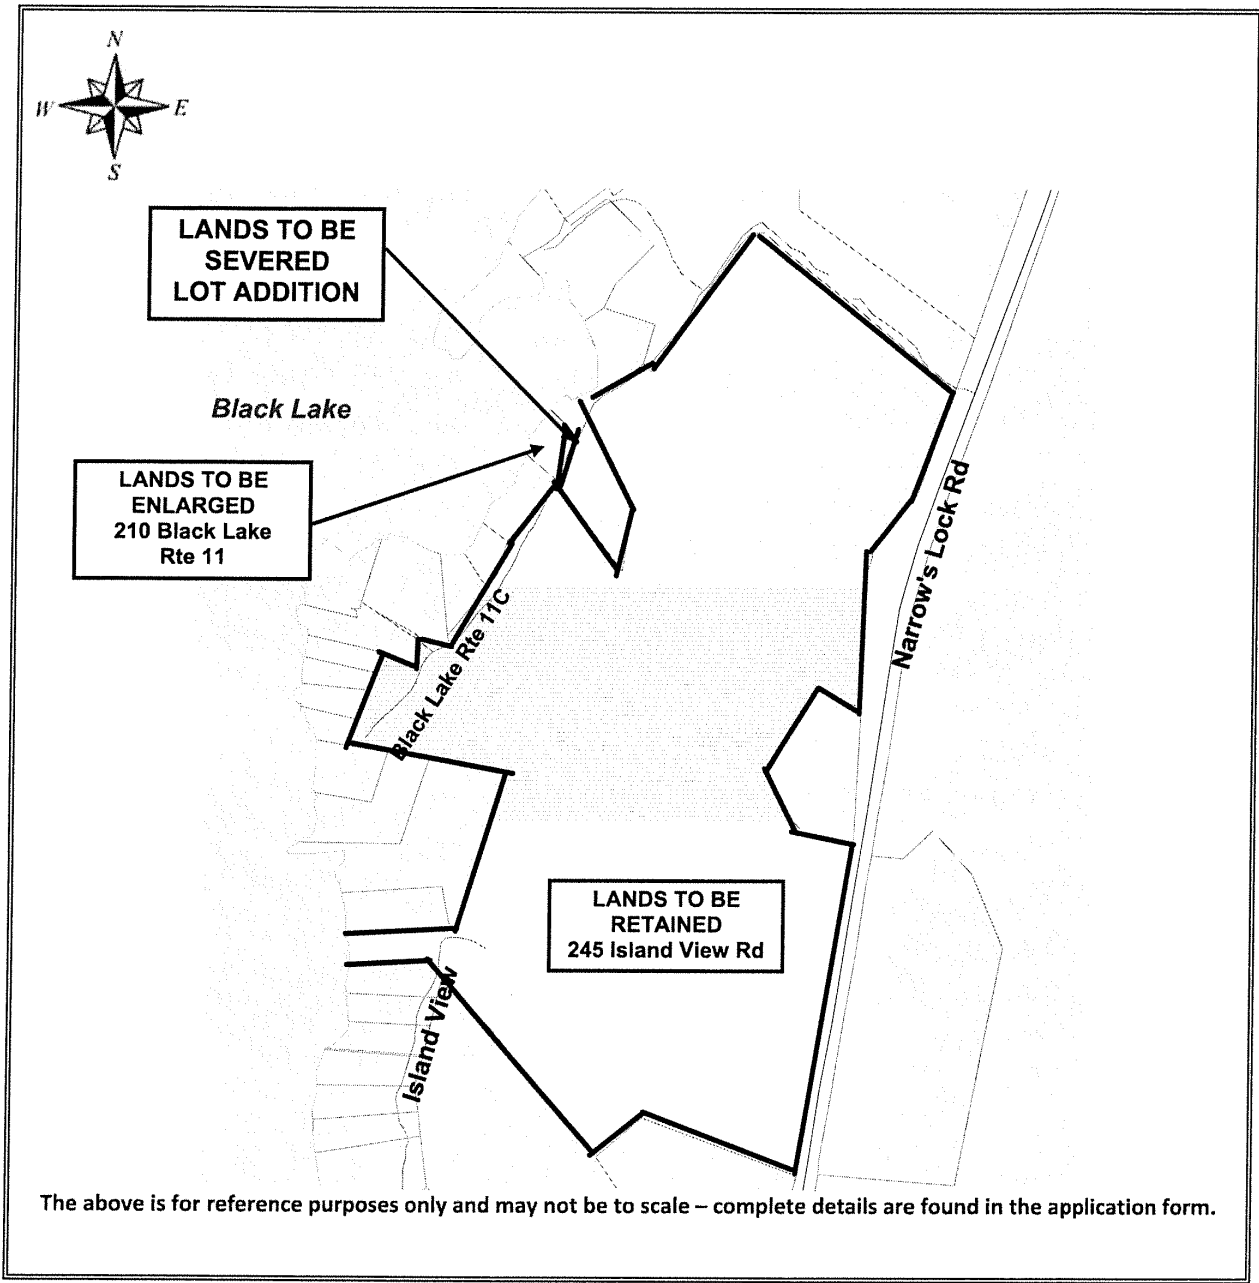 N
W E
S
LANDS TO BE
SEVERED
LOT ADDITION
Black Lake
LANDS TO BE
ENLARGED
210 Black Lake
Rte 11
Black Lake Rte 11C
Narrow's Lock Rd
LANDS TO BE
RETAINED
245 Island View Rd
Island View
The above is for reference purposes only and may not be to scale – complete details are found in the application form.